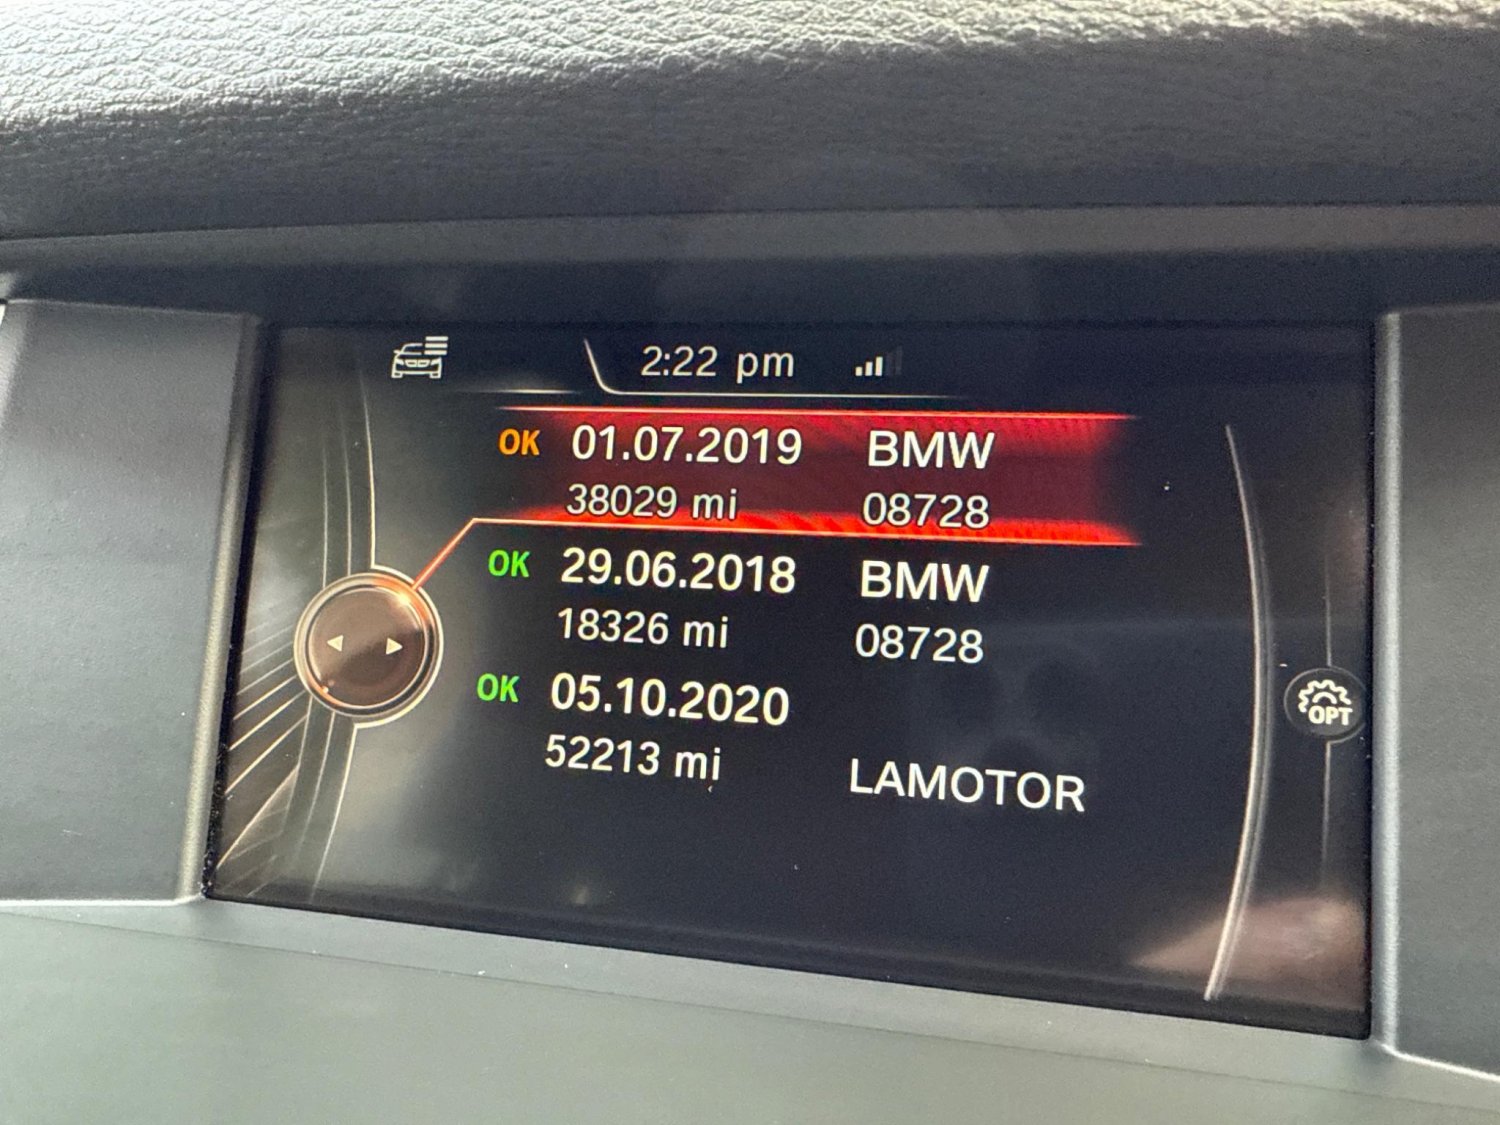 2:22 pm
OK 01.07.2019 BMW
38029 mi 08728
OK 29.06.2018 BMW
18326 mi 08728
OK 05.10.2020
52213 mi LAMOTOR
OPT